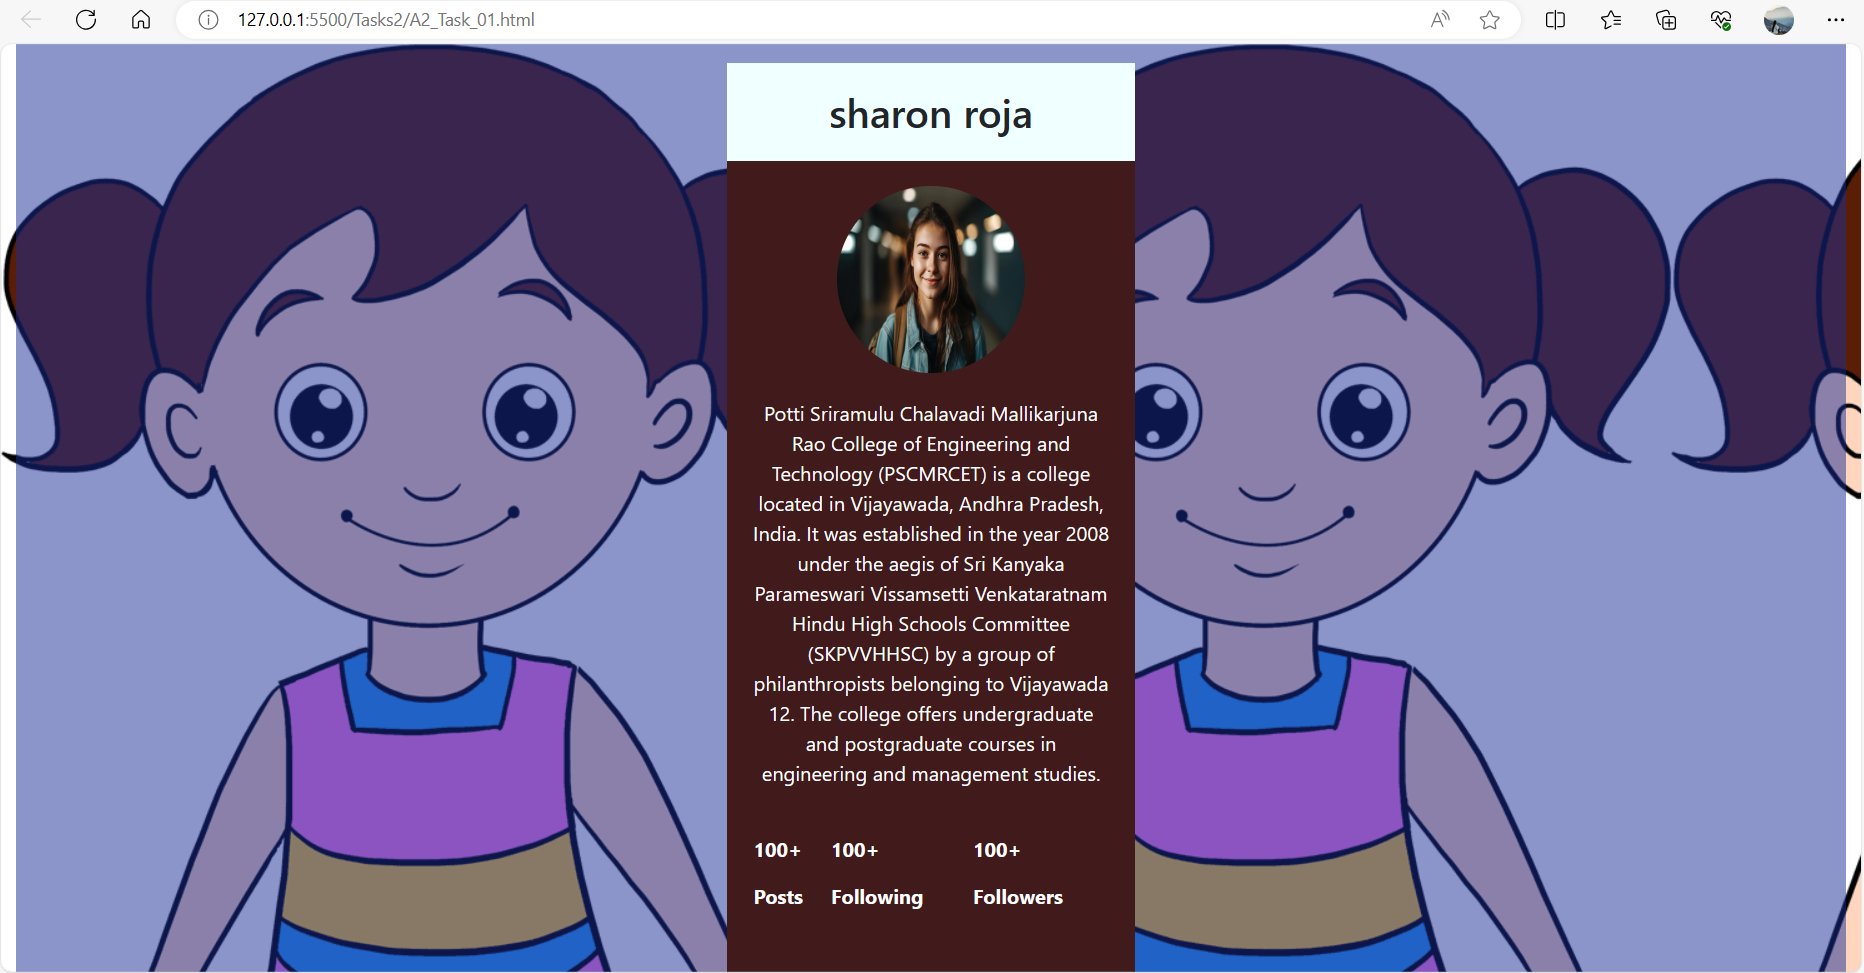 127.0.0.1:5500/Tasks2/A2_Task_01.html
sharon roja
Potti Sriramulu Chalavadi Mallikarjuna
Rao College of Engineering and
Technology (PSCMRCET) is a college
located in Vijayawada, Andhra Pradesh,
India. It was established in the year 2008
under the aegis of Sri Kanyaka
Parameswari Vissamsetti Venkataratnam
Hindu High Schools Committee
(SKPVVHHSC) by a group of
philanthropists belonging to Vijayawada
12. The college offers undergraduate
and postgraduate courses in
engineering and management studies.
100+ 100+ 100+
Posts Following Followers